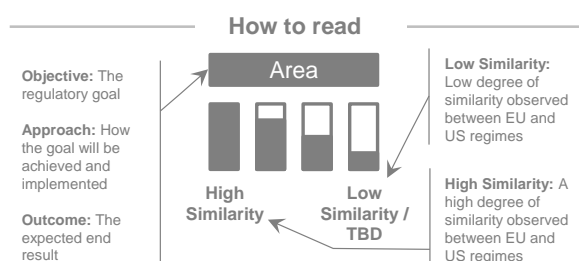 How to read
Objective: The
regulatory goal
Approach: How
the goal will be
achieved and
implemented
Outcome: The
expected end
result
Area
High
Similarity
Low
Similarity /
TBD
Low Similarity:
Low degree of
similarity observed
between EU and
US regimes
High Similarity: A
high degree of
similarity observed
between EU and
US regimes